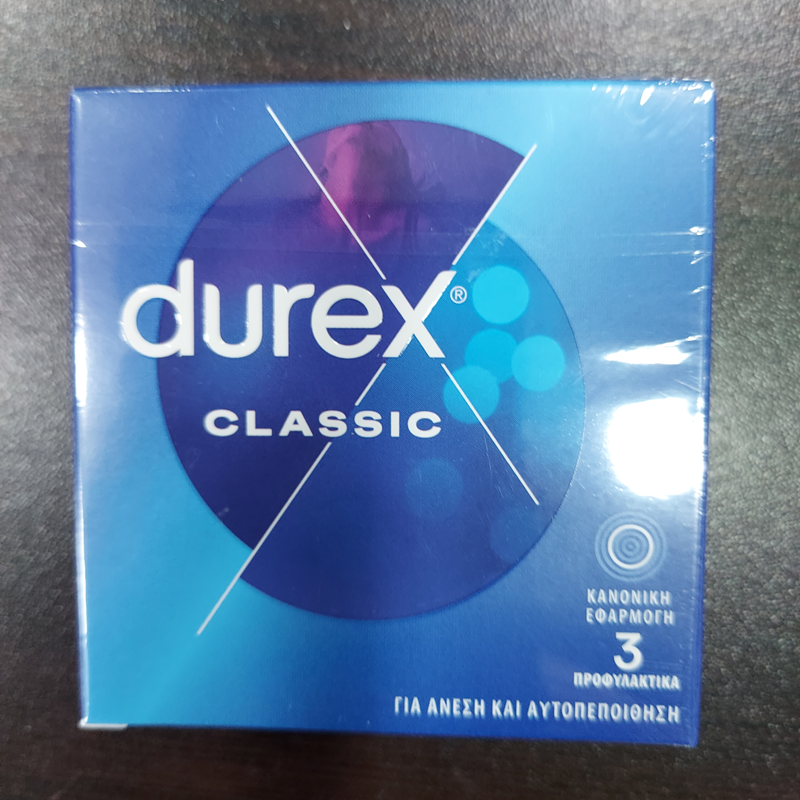 durex®
CLASSIC
ΚΑΝΟΝΙΚΗ
ΕΦΑΡΜΟΓΗ
3
ΠΡΟΦΥΛΑΚΤΙΚΑ
ΓΙΑ ΑΝΕΣΗ ΚΑΙ ΑΥΤΟΠΕΠΟΙΘΗΣΗ